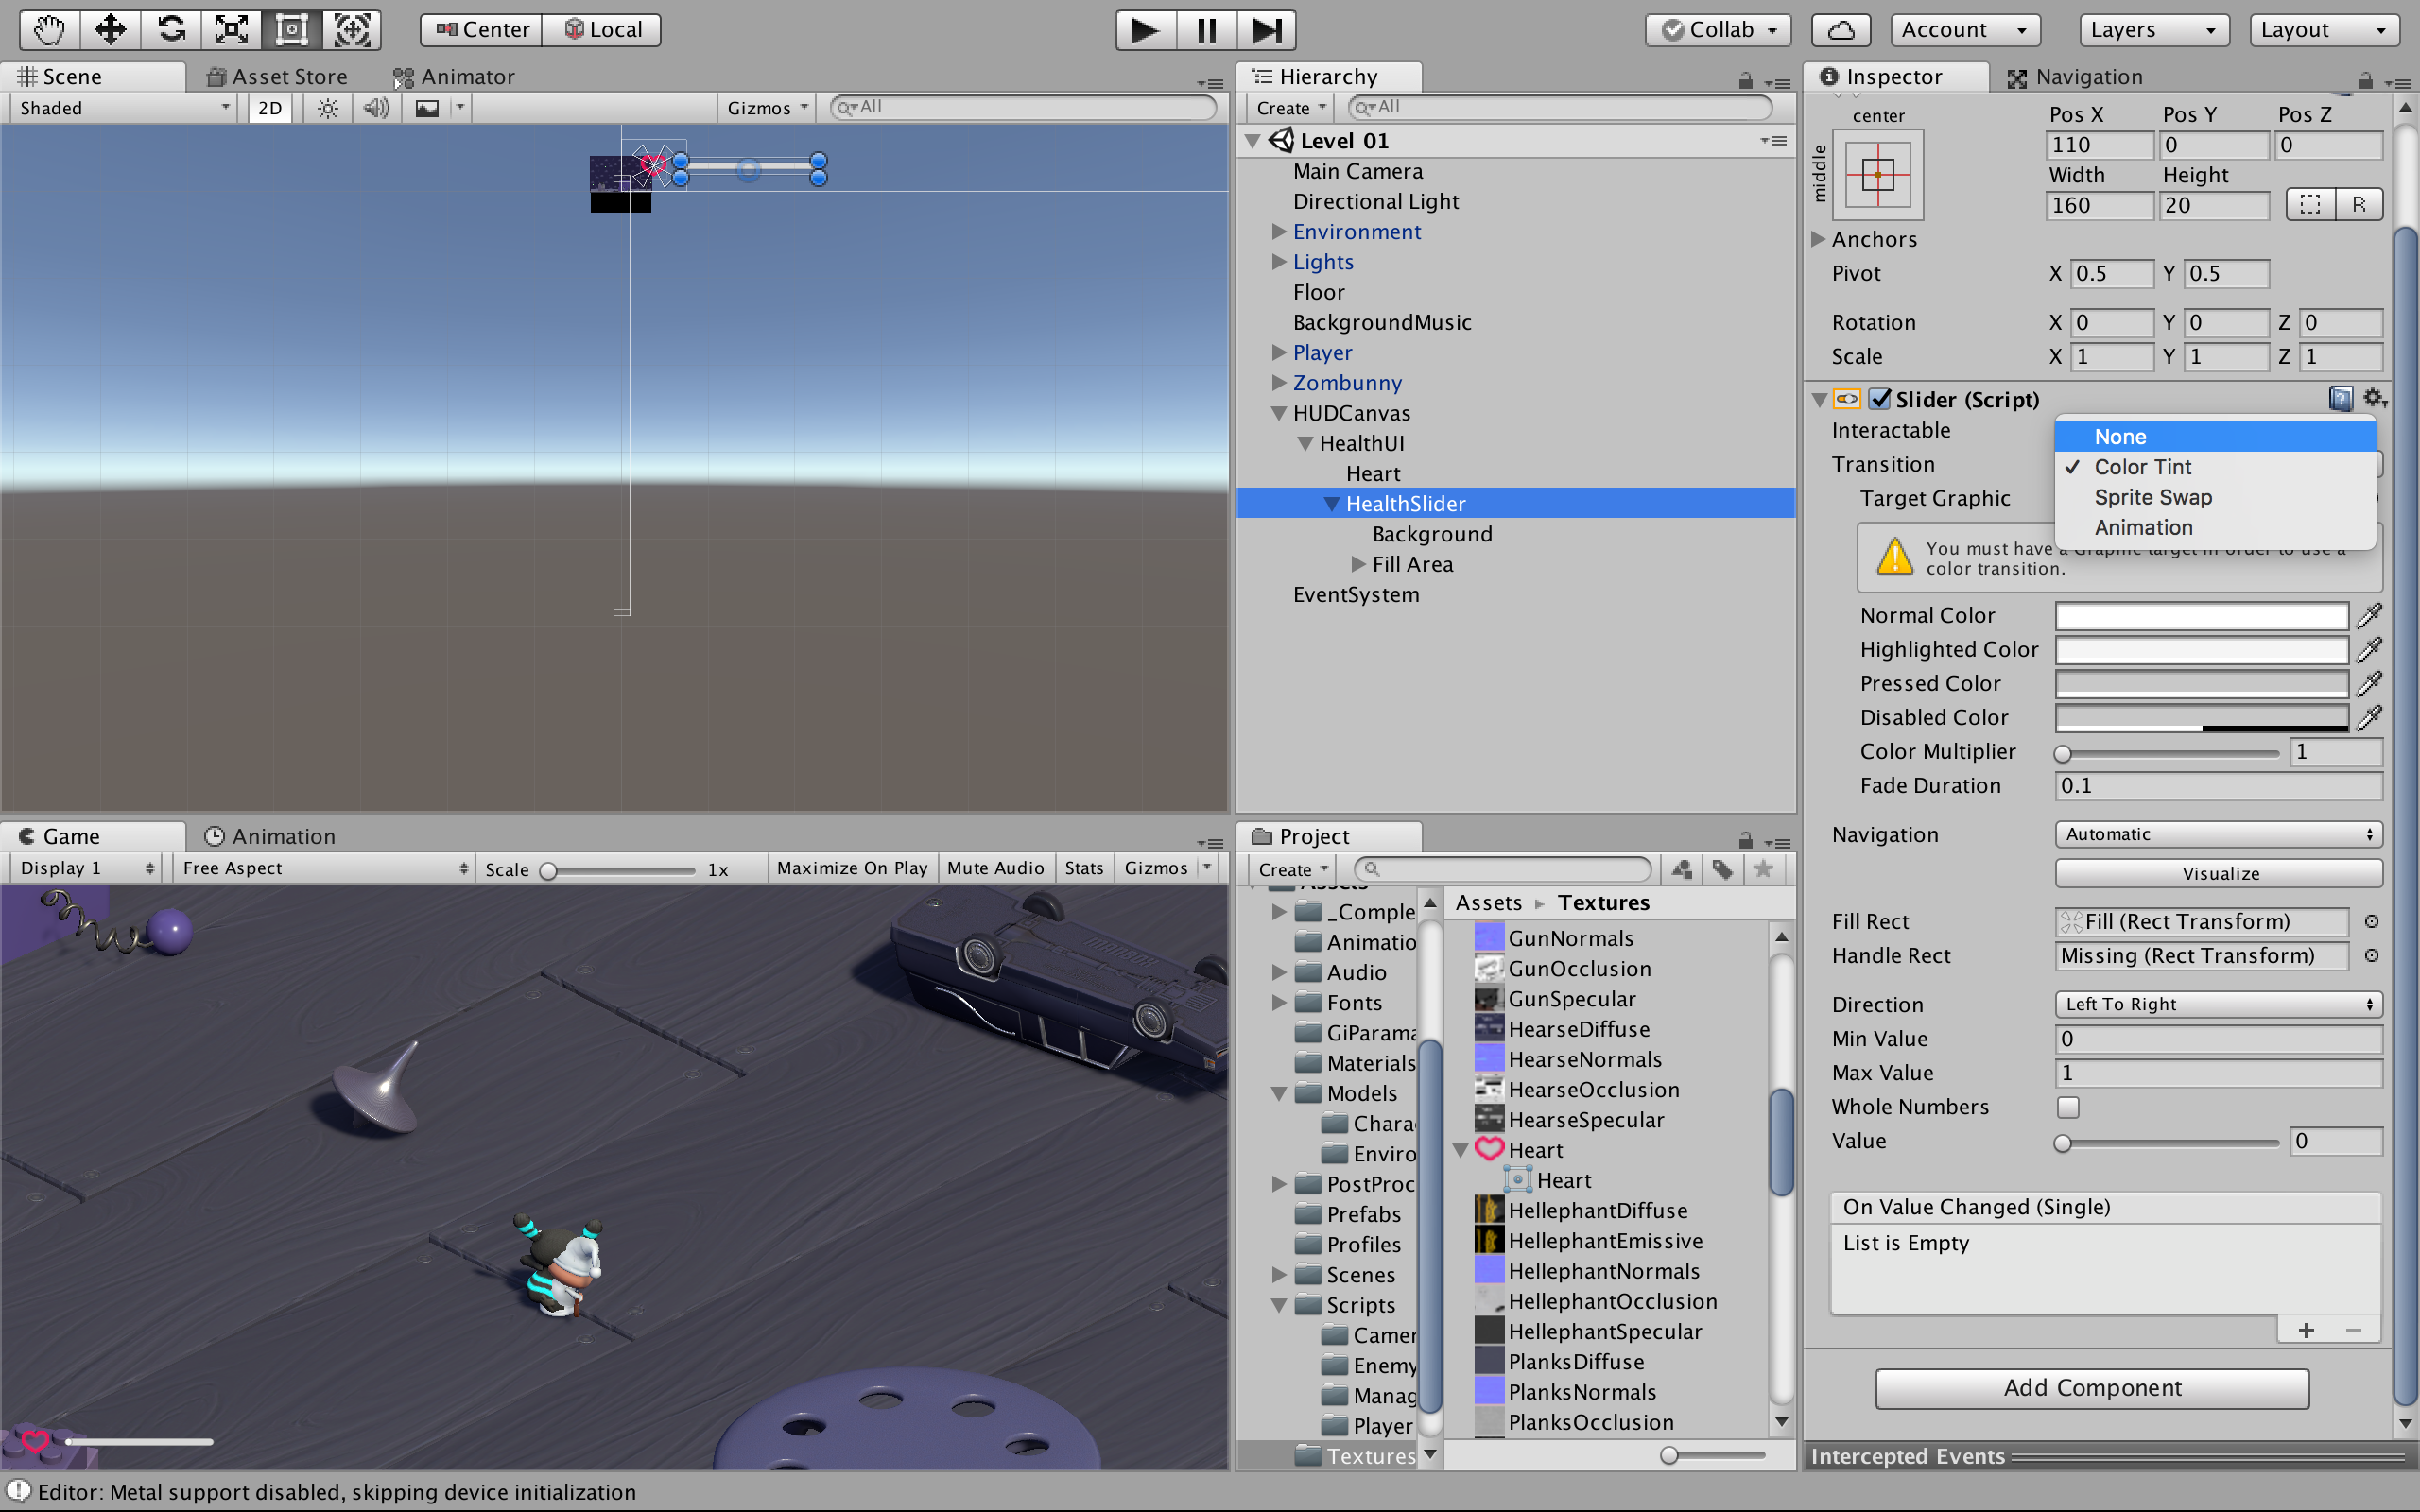 Center Local Collab Account Layers Layout
Scene Asset Store Animator
Shaded 2D Gizmos All
Hierarchy
Create All
Level 01
Main Camera
Directional Light
Environment
Lights
Floor
BackgroundMusic
Player
Zombunny
HUDCanvas
HealthUI
Heart
HealthSlider
Background
Fill Area
EventSystem
Inspector Navigation
center Pos X Pos Y Pos Z
middle 110 0 0
Width Height
160 20 R
Anchors
Pivot X 0.5 Y 0.5
Rotation X 0 Y 0 Z 0
Scale X 1 Y 1 Z 1
Slider (Script)
Interactable
Transition
Target Graphic
None
Color Tint
Sprite Swap
Animation
You must have a Graphic target in order to use a
color transition.
Normal Color
Highlighted Color
Pressed Color
Disabled Color
Color Multiplier 1
Fade Duration 0.1
Navigation Automatic
Visualize
Fill Rect Fill (Rect Transform)
Handle Rect Missing (Rect Transform)
Direction Left To Right
Min Value 0
Max Value 1
Whole Numbers
Value 0
On Value Changed (Single)
List is Empty
Add Component
Intercepted Events
Game Animation
Display 1 Free Aspect Scale 1x Maximize On Play Mute Audio Stats Gizmos
Project
Create
Assets
_Comple
Animatio
Audio
Fonts
GiParama
Materials
Models
Chara
Enviro
PostProc
Prefabs
Profiles
Scenes
Scripts
Camer
Enemy
Manag
Player
Textures
Assets Textures
GunNormals
GunOcclusion
GunSpecular
HearseDiffuse
HearseNormals
HearseOcclusion
HearseSpecular
Heart
Heart
HellephantDiffuse
HellephantEmissive
HellephantNormals
HellephantOcclusion
HellephantSpecular
PlanksDiffuse
PlanksNormals
PlanksOcclusion
Editor: Metal support disabled, skipping device initialization